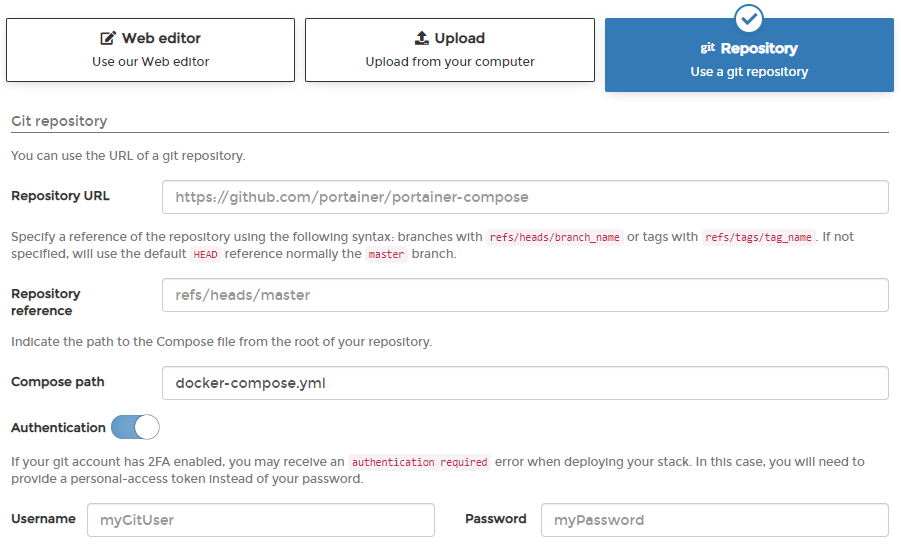 Web editor
Use our Web editor
Upload
Upload from your computer
git Repository
Use a git repository
Git repository
You can use the URL of a git repository.
Repository URL
https://github.com/portainer/portainer-compose
Specify a reference of the repository using the following syntax: branches with refs/heads/branch_name or tags with refs/tags/tag_name. If not
specified, will use the default HEAD reference normally the master branch.
Repository
reference
refs/heads/master
Indicate the path to the Compose file from the root of your repository.
Compose path
docker-compose.yml
Authentication
If your git account has 2FA enabled, you may receive an authentication required error when deploying your stack. In this case, you will need to
provide a personal-access token instead of your password.
Username
myGitUser
Password
myPassword